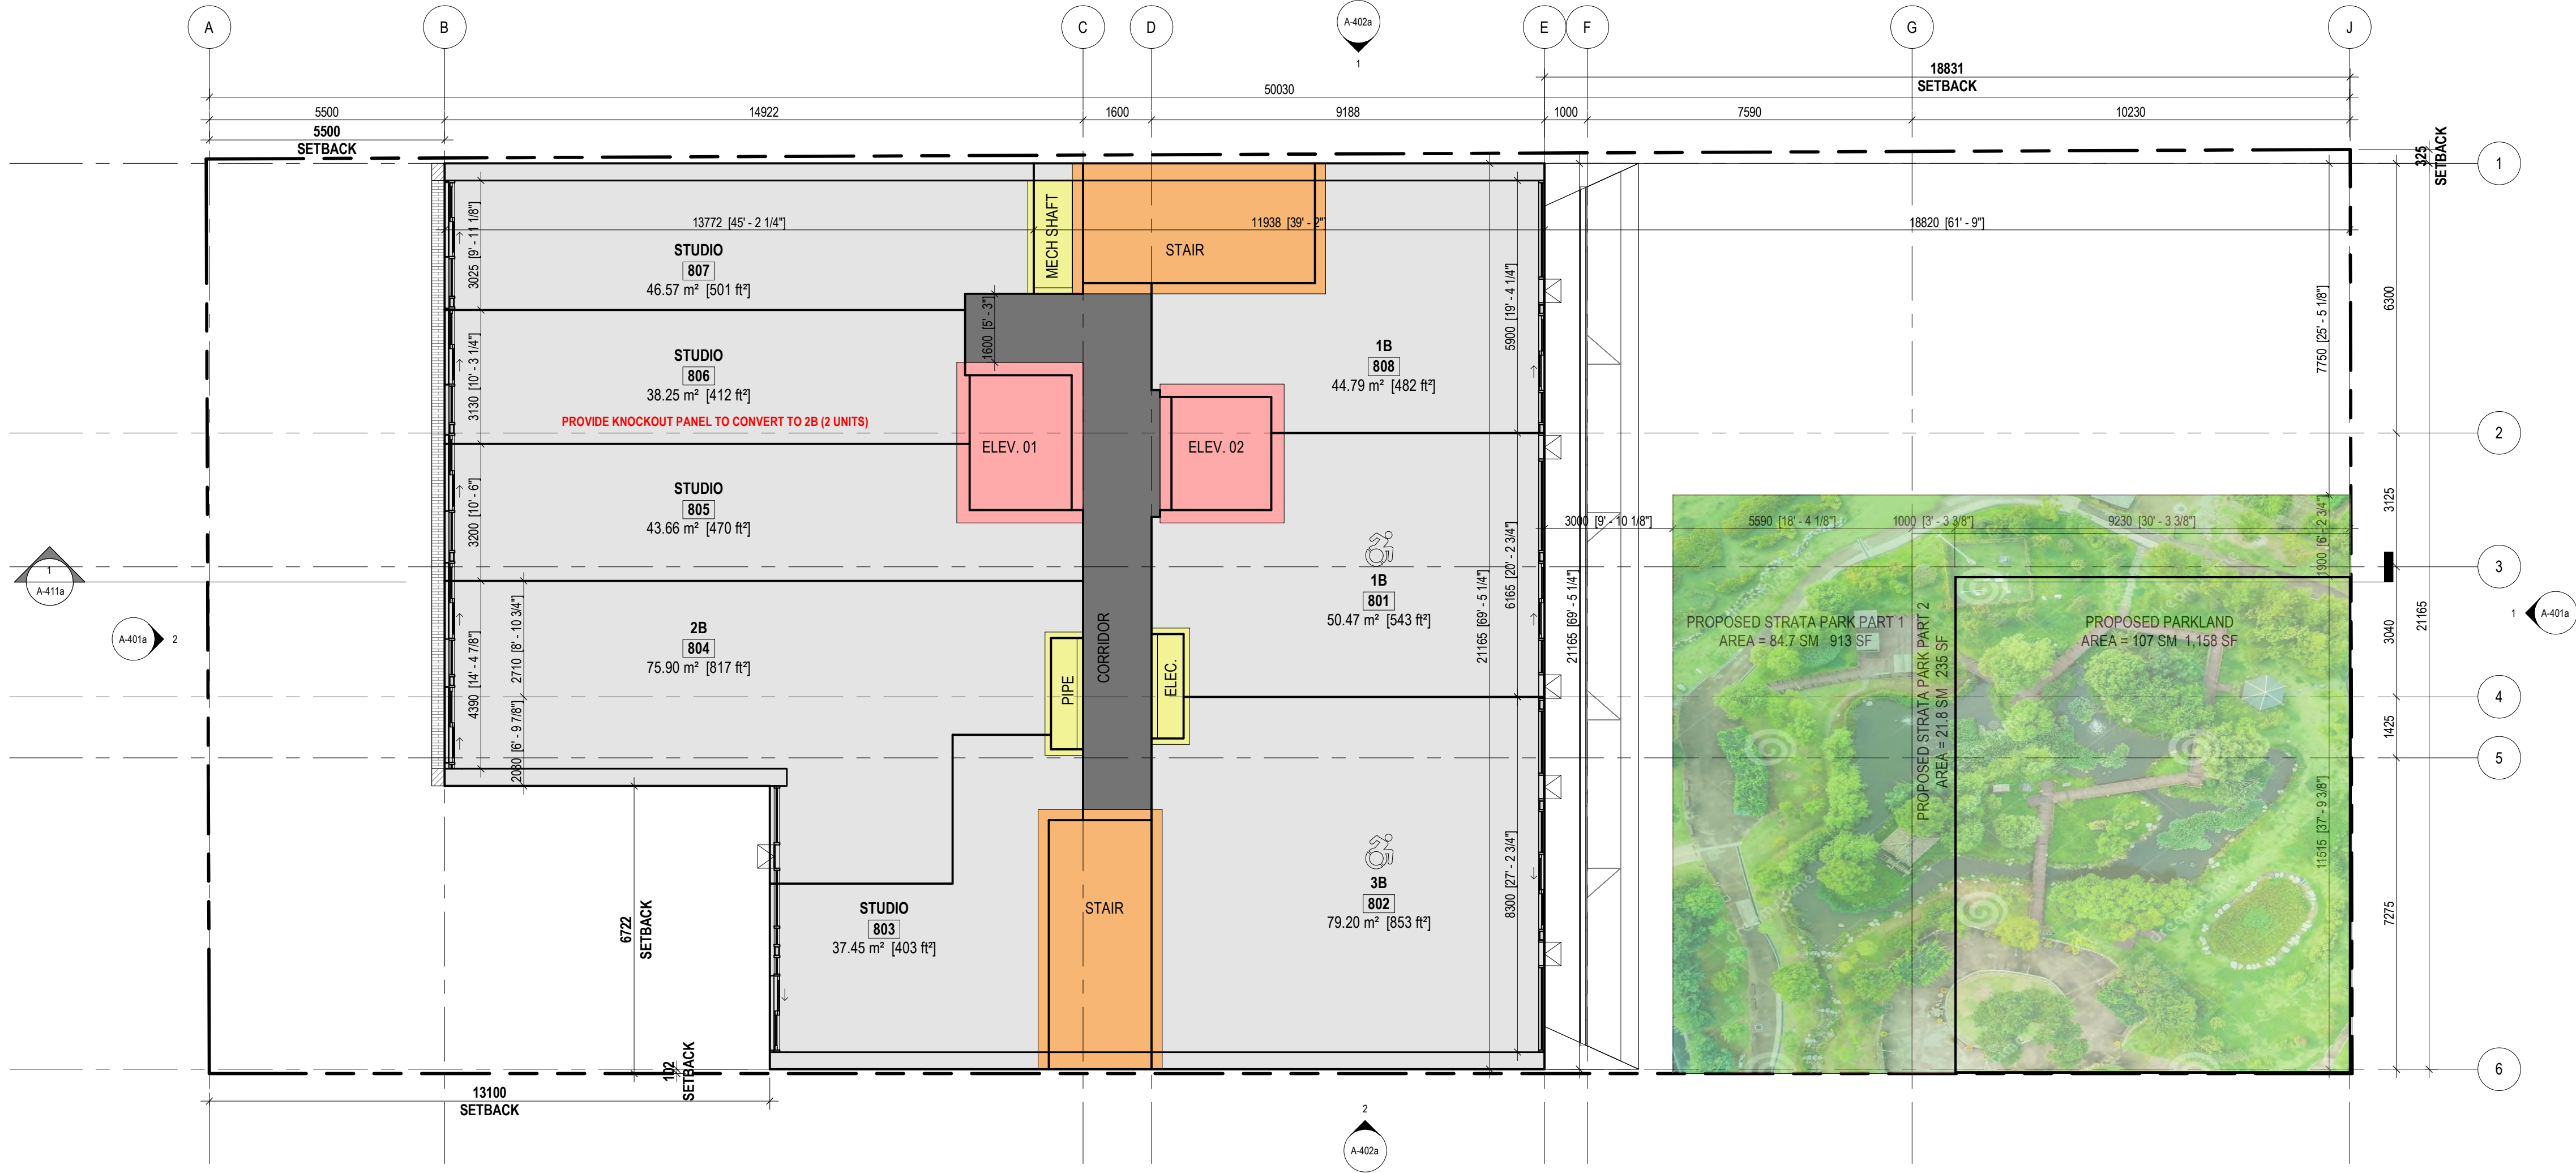 A
B
C
D
E
F
G
J
A-402a
1
18831
SETBACK
50030
5500
14922
1600
9188
1000
7590
10230
5500
SETBACK
325
SETBACK
1
2
3
4
5
6
6300
3125
3040
1425
7275
21165
13772 [45' - 2 1/4"]
11938 [39' - 2"]
18820 [61' - 9"]
MECH SHAFT
STAIR
3025 [9' - 11 1/8"]
STUDIO
807
46.57 m² [501 ft²]
1600 [5' - 3"]
5900 [19' - 4 1/4"]
7750 [25' - 5 1/8"]
3130 [10' - 3 1/4"]
STUDIO
806
38.25 m² [412 ft²]
PROVIDE KNOCKOUT PANEL TO CONVERT TO 2B (2 UNITS)
1B
808
44.79 m² [482 ft²]
ELEV. 01
ELEV. 02
3200 [10' - 6"]
STUDIO
805
43.66 m² [470 ft²]
3000 [9' - 10 1/8"]
5590 [18' - 4 1/8"]
1000 [3' - 3 3/8"]
9230 [30' - 3 3/8"]
1900 [6' - 2 3/4"]
1
A-411a
A-401a
2
1
A-401a
4390 [14' - 4 7/8"]
2710 [8' - 10 3/4"]
2080 [6' - 9 7/8"]
2B
804
75.90 m² [817 ft²]
PIPE
CORRIDOR
ELEC.
1B
801
50.47 m² [543 ft²]
21165 [69' - 5 1/4"]
6165 [20' - 2 3/4"]
21165 [69' - 5 1/4"]
PROPOSED STRATA PARK PART 1
AREA = 84.7 SM 913 SF
PROPOSED STRATA PARK PART 2
AREA = 21.8 SM 235 SF
PROPOSED PARKLAND
AREA = 107 SM 1,158 SF
11515 [37' - 9 3/8"]
6722
SETBACK
STUDIO
803
37.45 m² [403 ft²]
STAIR
3B
802
79.20 m² [853 ft²]
8300 [27' - 2 3/4"]
102
SETBACK
13100
SETBACK
2
A-402a